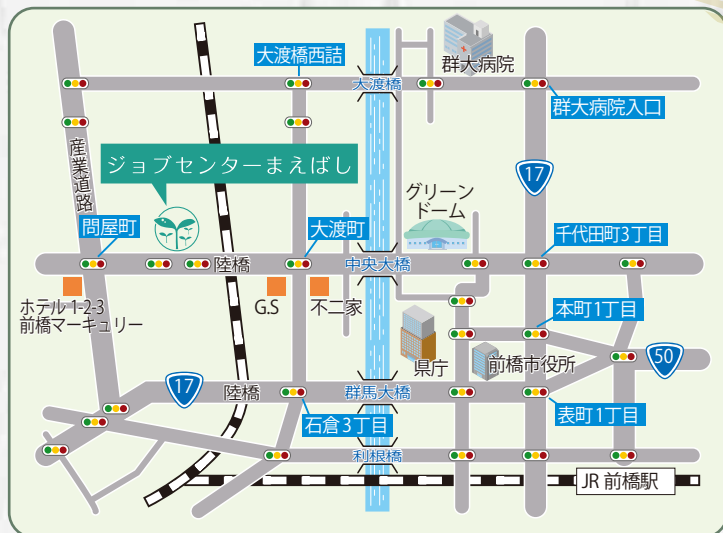 大渡橋西詰
群大病院
大渡橋
群大病院入口
産業道路
ジョブセンターまえばし
17
グリーン
ドーム
問屋町
大渡町
千代田町3丁目
陸橋
中央大橋
ホテル1-2-3
前橋マーキュリー
G.S
不二家
本町1丁目
県庁
前橋市役所
50
17
陸橋
群馬大橋
石倉3丁目
表町1丁目
利根橋
JR 前橋駅